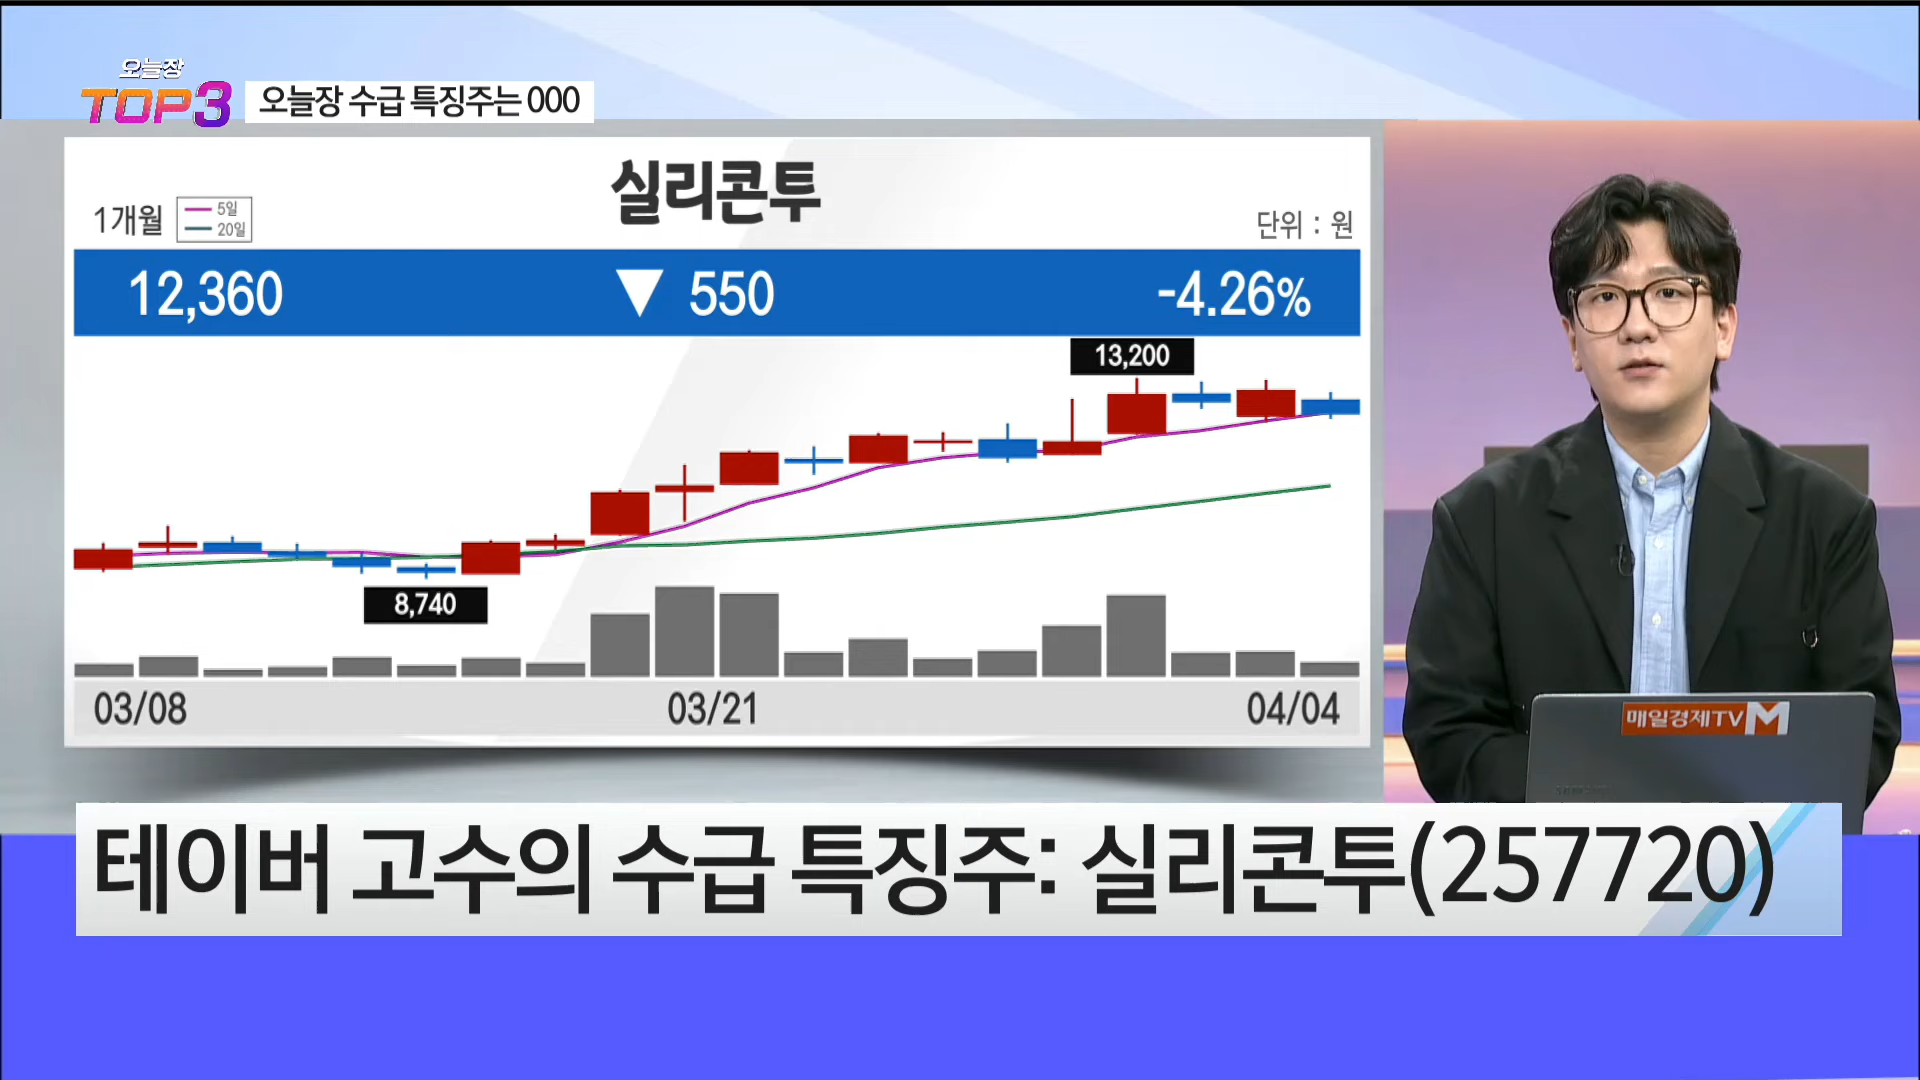 오늘장
TOP3
오늘장 수급 특징주는 OOO
실리콘투
1개월
5일
20일
단위 : 원
12,360 ▼ 550 -4.26%
13,200
8,740
03/08 03/21 04/04
매일경제TV M
테이버 고수의 수급 특징주: 실리콘투(257720)